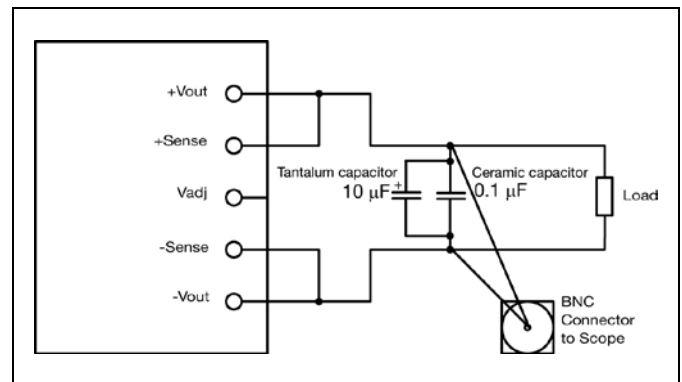 +Vout
+Sense
Vadj
-Sense
-Vout
Tantalum capacitor
10 µF
+
Ceramic capacitor
0.1 µF
Load
BNC
Connector
to Scope